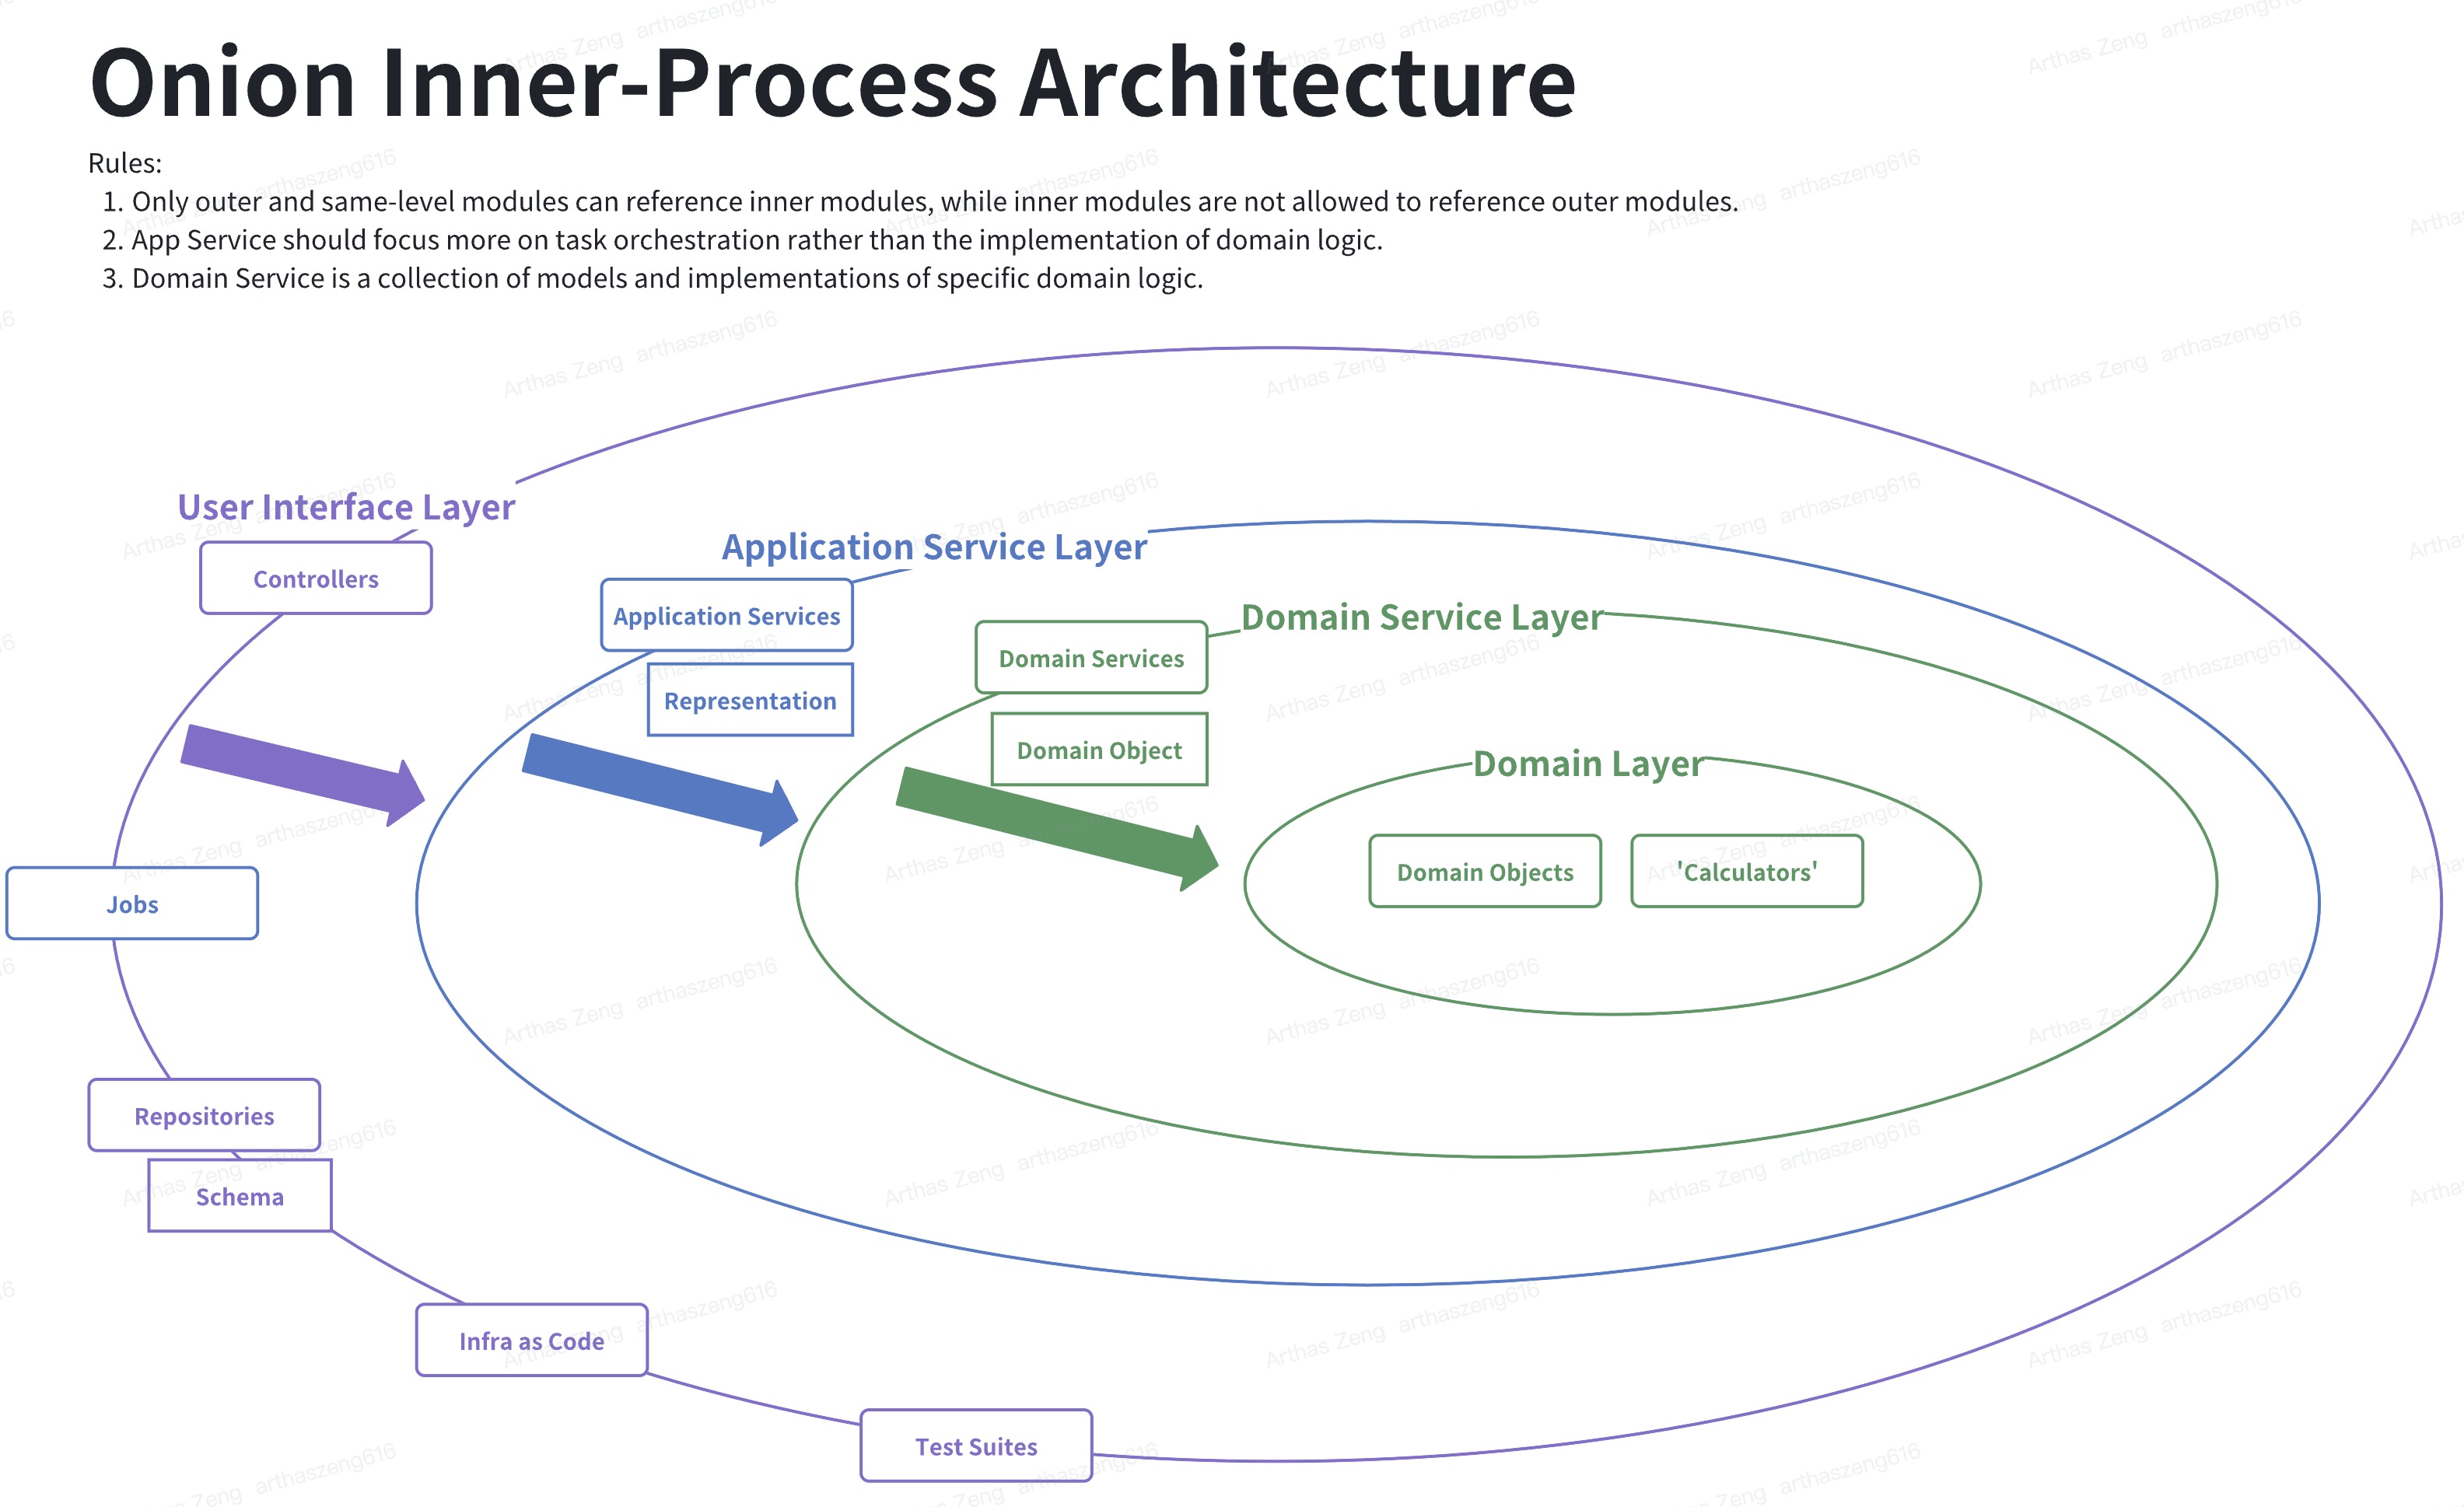 Onion Inner-Process Architecture
Rules:
1. Only outer and same-level modules can reference inner modules, while inner modules are not allowed to reference outer modules.
2. App Service should focus more on task orchestration rather than the implementation of domain logic.
3. Domain Service is a collection of models and implementations of specific domain logic.
User Interface Layer
Controllers
Application Service Layer
Application Services
Representation
Domain Service Layer
Domain Services
Domain Object
Domain Layer
Domain Objects
'Calculators'
Jobs
Repositories
Schema
Infra as Code
Test Suites
Arthas Zeng arthaszeng616